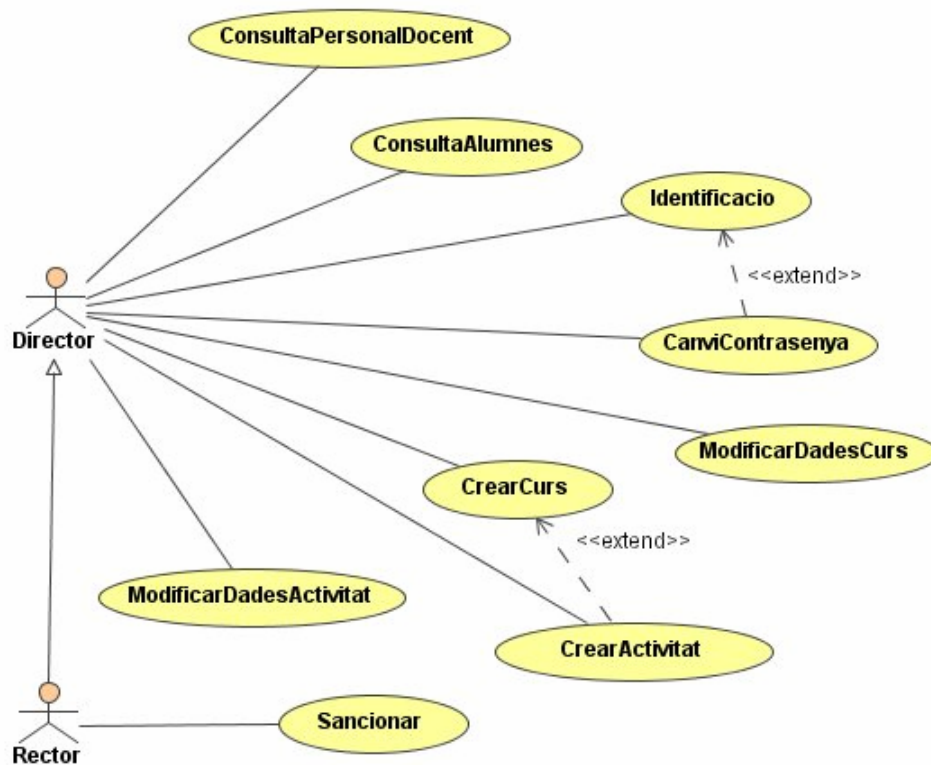 ConsultaPersonalDocent
ConsultaAlumnes
Identificacio
<<extend>>
Director
CanviContrasenya
ModificarDadesCurs
CrearCurs
<<extend>>
ModificarDadesActivitat
CrearActivitat
Sancionar
Rector